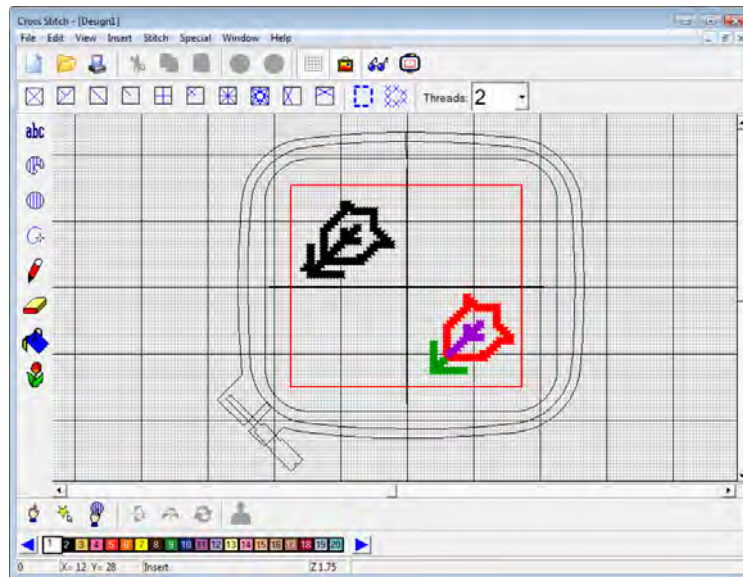 Cross Stitch - [Design1]
File Edit View Insert Stitch Special Window Help
Threads: 2
abc
1 2 3 4 5 6 7 8 9 10 11 12 13 14 15 16 17 18 19 20
0 X= 12 Y= 28 Insert Z 1.75